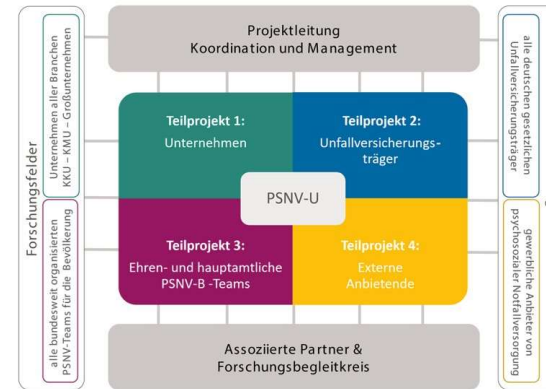 Projektleitung
Koordination und Management
Forschungsfelder
Unternehmen aller Branchen
KKU – KMU – Großunternehmen
alle bundesweit organisierten
PSNV-Teams für die Bevölkerung
Teilprojekt 1:
Unternehmen
Teilprojekt 2:
Unfallversicherungs-
träger
PSNV-U
Teilprojekt 3:
Ehren- und hauptamtliche
PSNV-B -Teams
Teilprojekt 4:
Externe
Anbietende
alle deutschen gesetzlichen
Unfallversicherungsträger
gewerbliche Anbieter von
psychosozialer Notfallversorgung
Assoziierte Partner &
Forschungsbegleitkreis